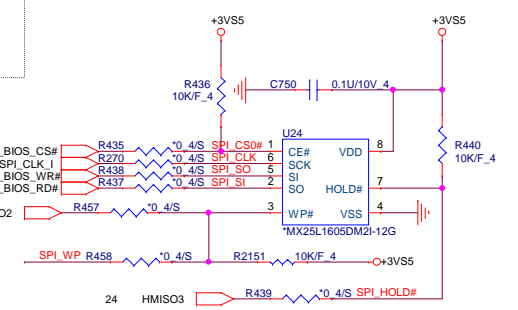 +3VS5 +3VS5
R436 C750 0.1U/10V_4
10K/F_4
U24
_BIOS_CS# R435 *0_4/S SPI_CS0# 1 CE# VDD 8 R440
SPI_CLK_I R270 *0_4/S SPI_CLK 6 SCK 10K/F_4
_BIOS_WR# R438 *0_4/S SPI_SO 5 SI
_BIOS_RD# R437 *0_4/S SPI_SI 2 SO HOLD# 7
O2 R457 *0_4/S 3 WP# VSS 4
*MX25L1605DM2I-12G
SPI_WP R458 *0_4/S R2151 10K/F_4 +3VS5
24 HMISO3 R439 *0_4/S SPI_HOLD#